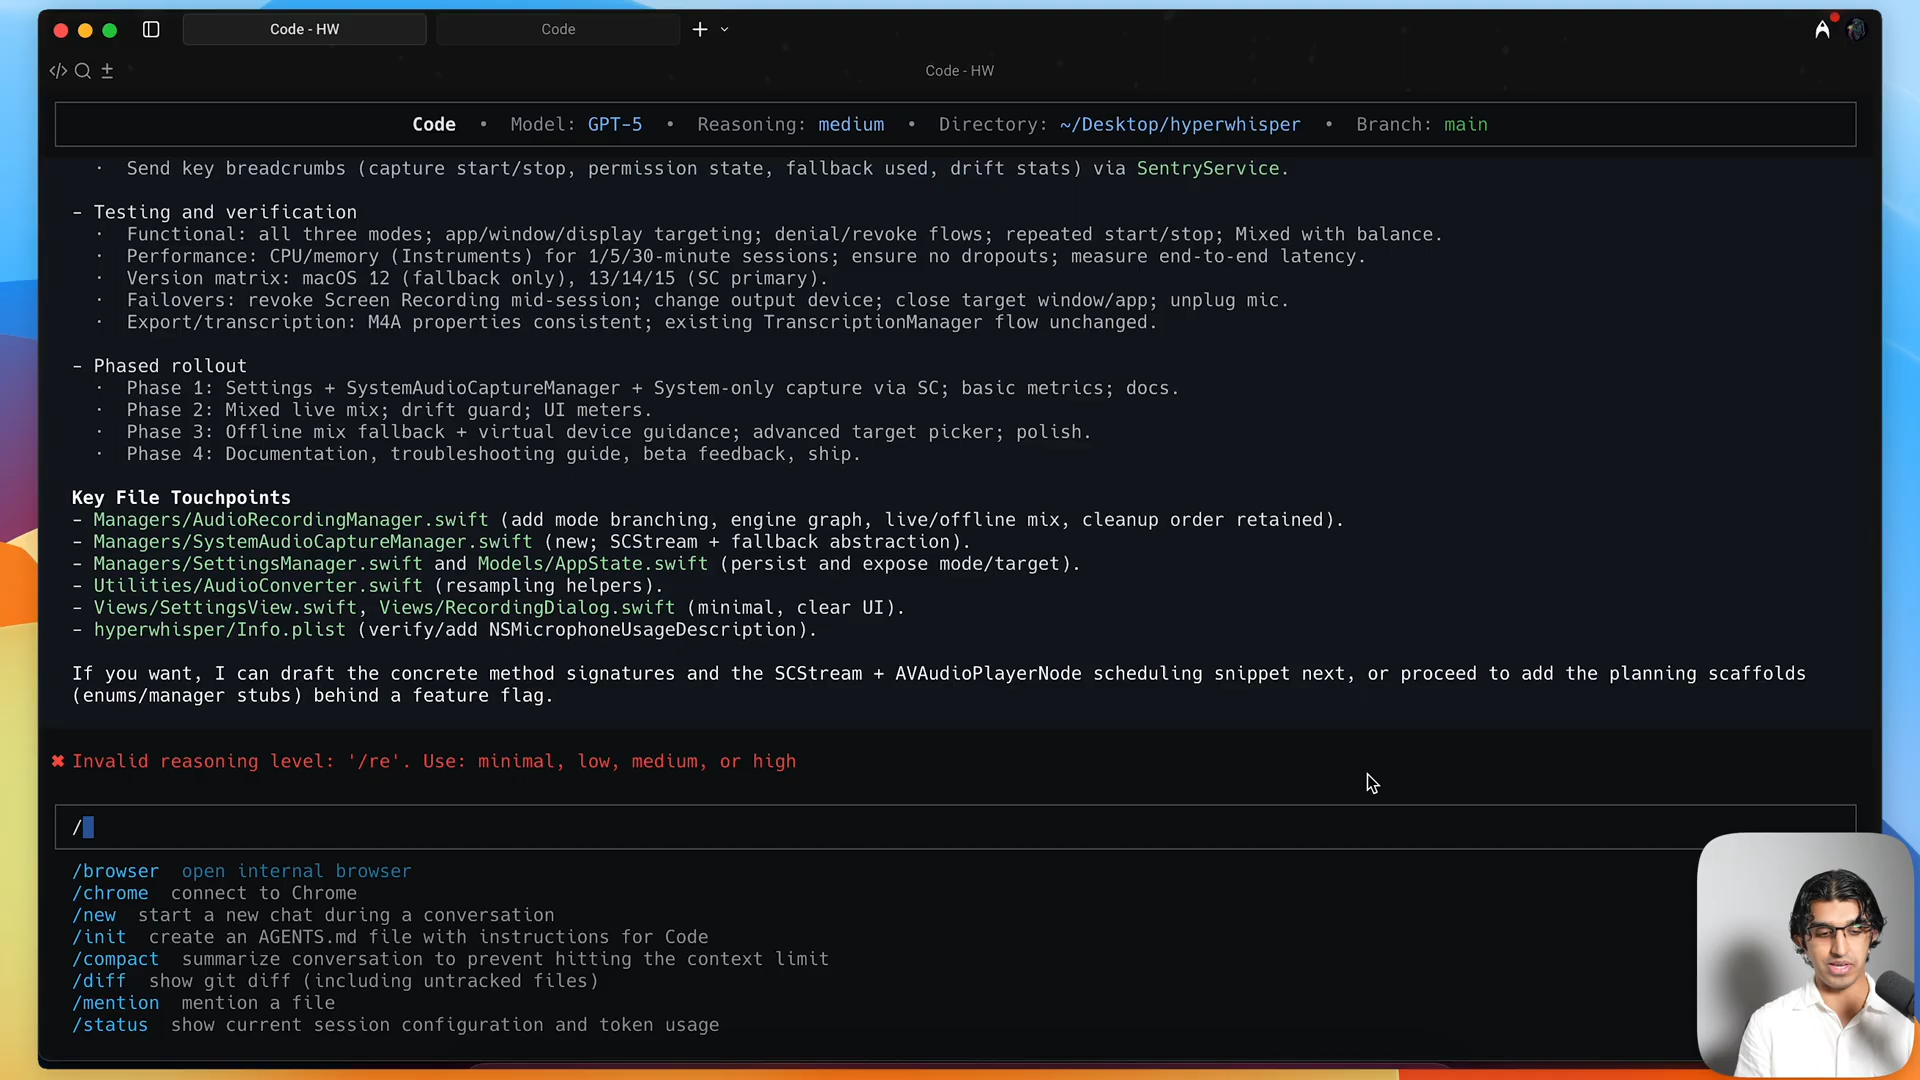 Code - HW
Code
Code - HW
Code • Model: GPT-5 • Reasoning: medium • Directory: ~/Desktop/hyperwhisper • Branch: main
· Send key breadcrumbs (capture start/stop, permission state, fallback used, drift stats) via SentryService.
- Testing and verification
· Functional: all three modes; app/window/display targeting; denial/revoke flows; repeated start/stop; Mixed with balance.
· Performance: CPU/memory (Instruments) for 1/5/30-minute sessions; ensure no dropouts; measure end-to-end latency.
· Version matrix: macOS 12 (fallback only), 13/14/15 (SC primary).
· Failovers: revoke Screen Recording mid-session; change output device; close target window/app; unplug mic.
· Export/transcription: M4A properties consistent; existing TranscriptionManager flow unchanged.
- Phased rollout
· Phase 1: Settings + SystemAudioCaptureManager + System-only capture via SC; basic metrics; docs.
· Phase 2: Mixed live mix; drift guard; UI meters.
· Phase 3: Offline mix fallback + virtual device guidance; advanced target picker; polish.
· Phase 4: Documentation, troubleshooting guide, beta feedback, ship.
Key File Touchpoints
- Managers/AudioRecordingManager.swift (add mode branching, engine graph, live/offline mix, cleanup order retained).
- Managers/SystemAudioCaptureManager.swift (new; SCStream + fallback abstraction).
- Managers/SettingsManager.swift and Models/AppState.swift (persist and expose mode/target).
- Utilities/AudioConverter.swift (resampling helpers).
- Views/SettingsView.swift, Views/RecordingDialog.swift (minimal, clear UI).
- hyperwhisper/Info.plist (verify/add NSMicrophoneUsageDescription).
If you want, I can draft the concrete method signatures and the SCStream + AVAudioPlayerNode scheduling snippet next, or proceed to add the planning scaffolds
(enums/manager stubs) behind a feature flag.
✖ Invalid reasoning level: '/re'. Use: minimal, low, medium, or high
/
/browser open internal browser
/chrome connect to Chrome
/new start a new chat during a conversation
/init create an AGENTS.md file with instructions for Code
/compact summarize conversation to prevent hitting the context limit
/diff show git diff (including untracked files)
/mention mention a file
/status show current session configuration and token usage